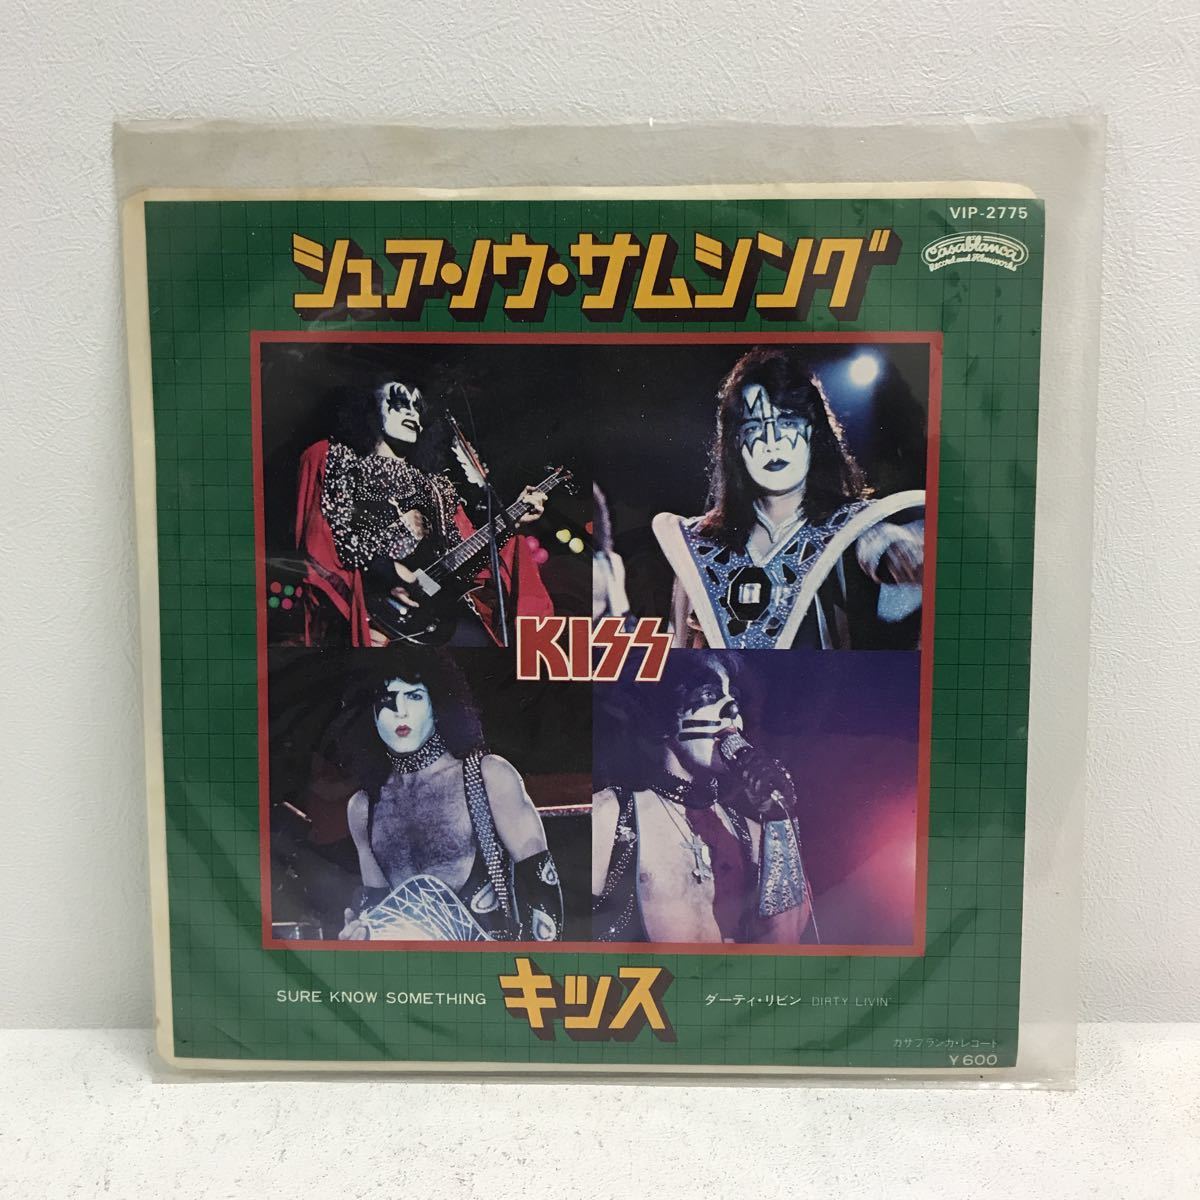 VIP-2775
シュア・ノウ・サムシング
Casablanca
Record and Filmworks
KISS
SURE KNOW SOMETHING
キッス
ダーティ・リビン DIRTY LIVIN'
カサブランカ・レコード
¥600